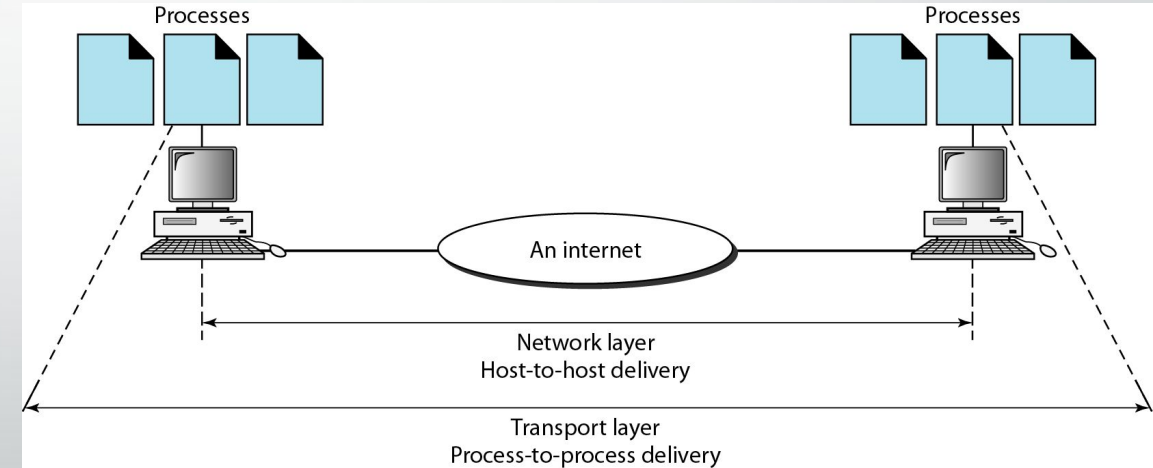 Processes
Processes
An internet
Network layer
Host-to-host delivery
Transport layer
Process-to-process delivery